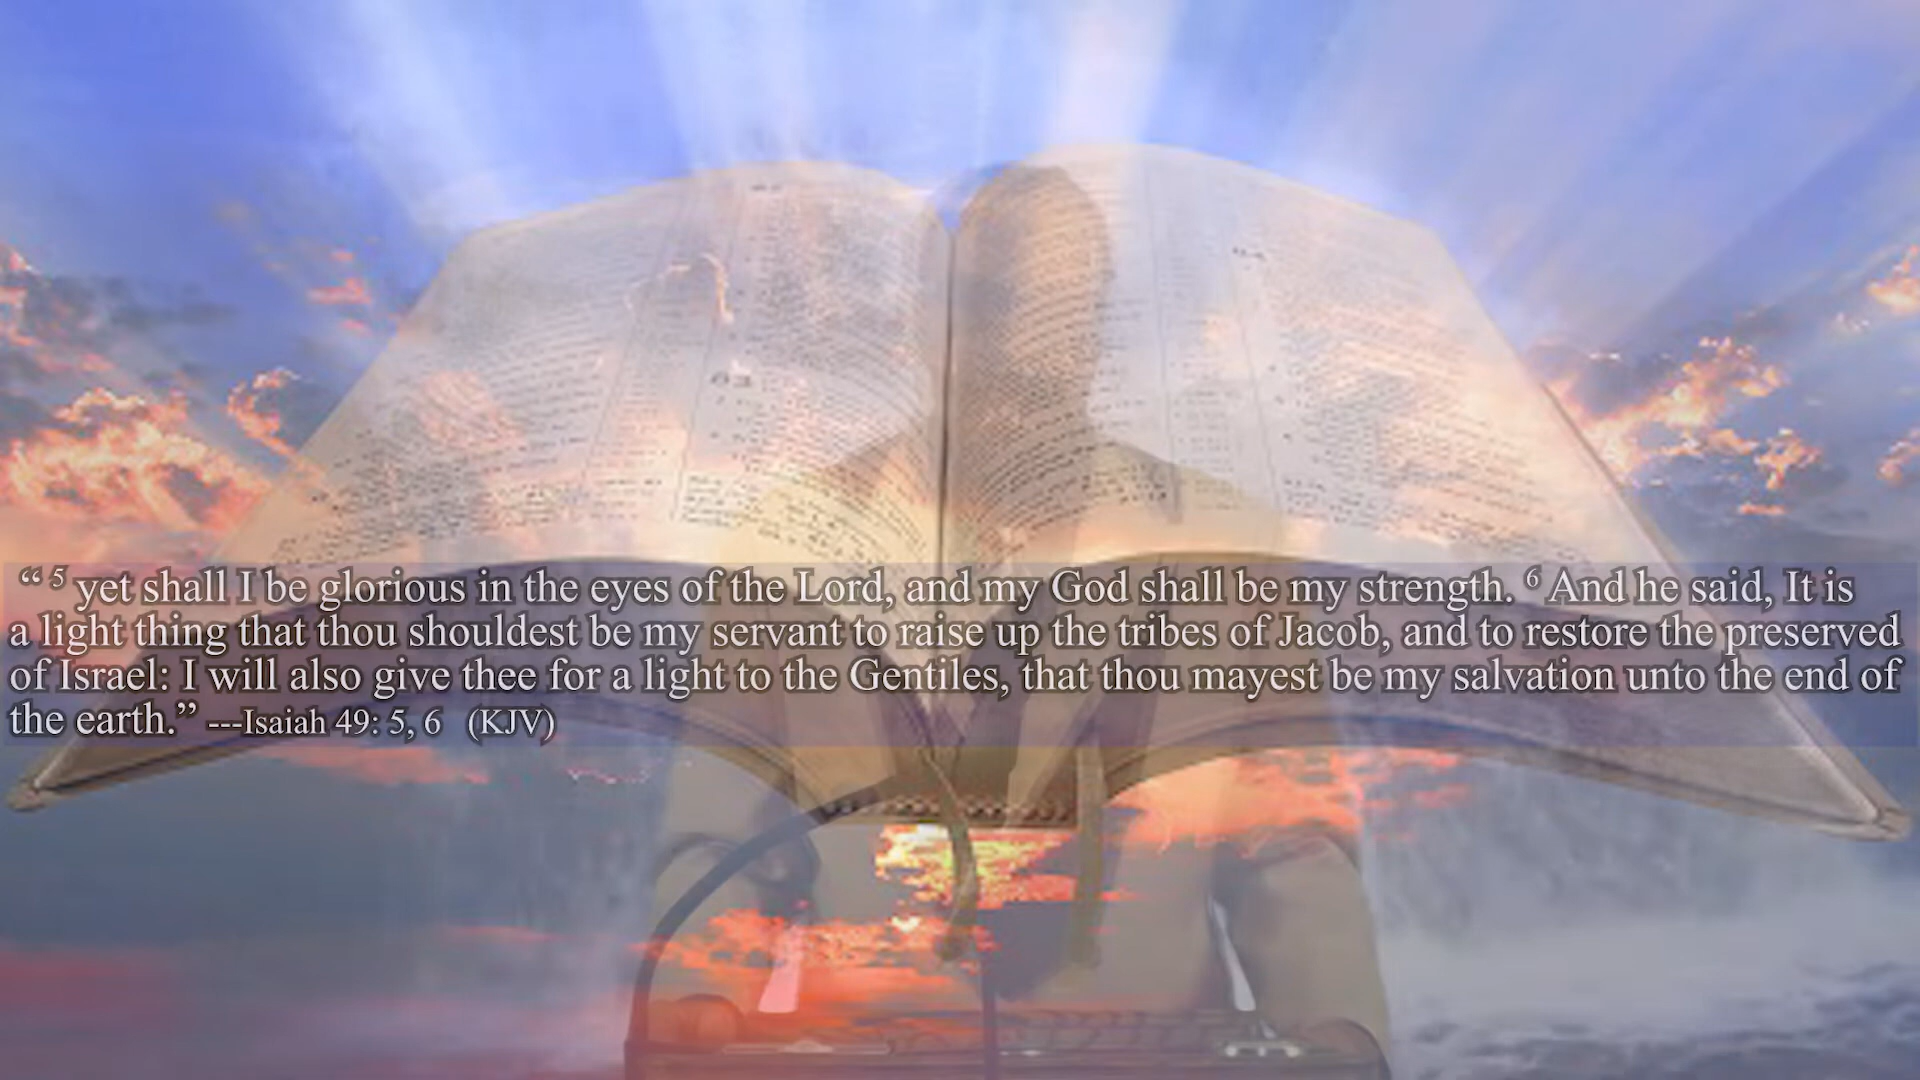 “ 5 yet shall I be glorious in the eyes of the Lord, and my God shall be my strength. 6 And he said, It is
a light thing that thou shouldest be my servant to raise up the tribes of Jacob, and to restore the preserved
of Israel: I will also give thee for a light to the Gentiles, that thou mayest be my salvation unto the end of
the earth.” ---Isaiah 49: 5, 6 (KJV)